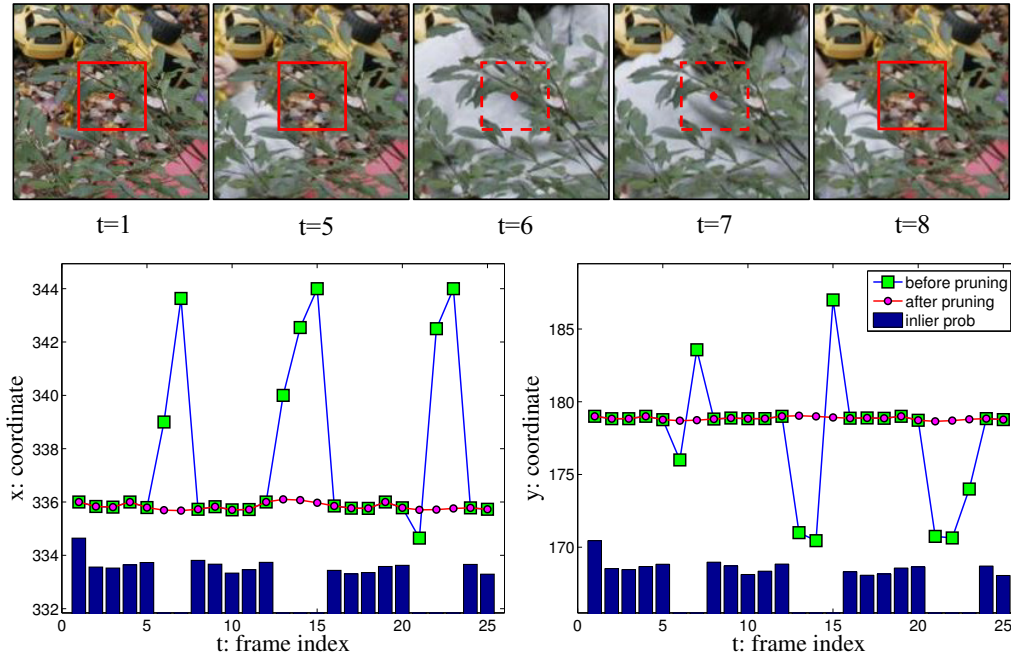 t=1
t=5
t=6
t=7
t=8
344
342
340
338
336
334
332
x: coordinate
0
5
10
15
20
25
t: frame index
185
180
175
170
y: coordinate
0
5
10
15
20
25
t: frame index
before pruning
after pruning
inlier prob